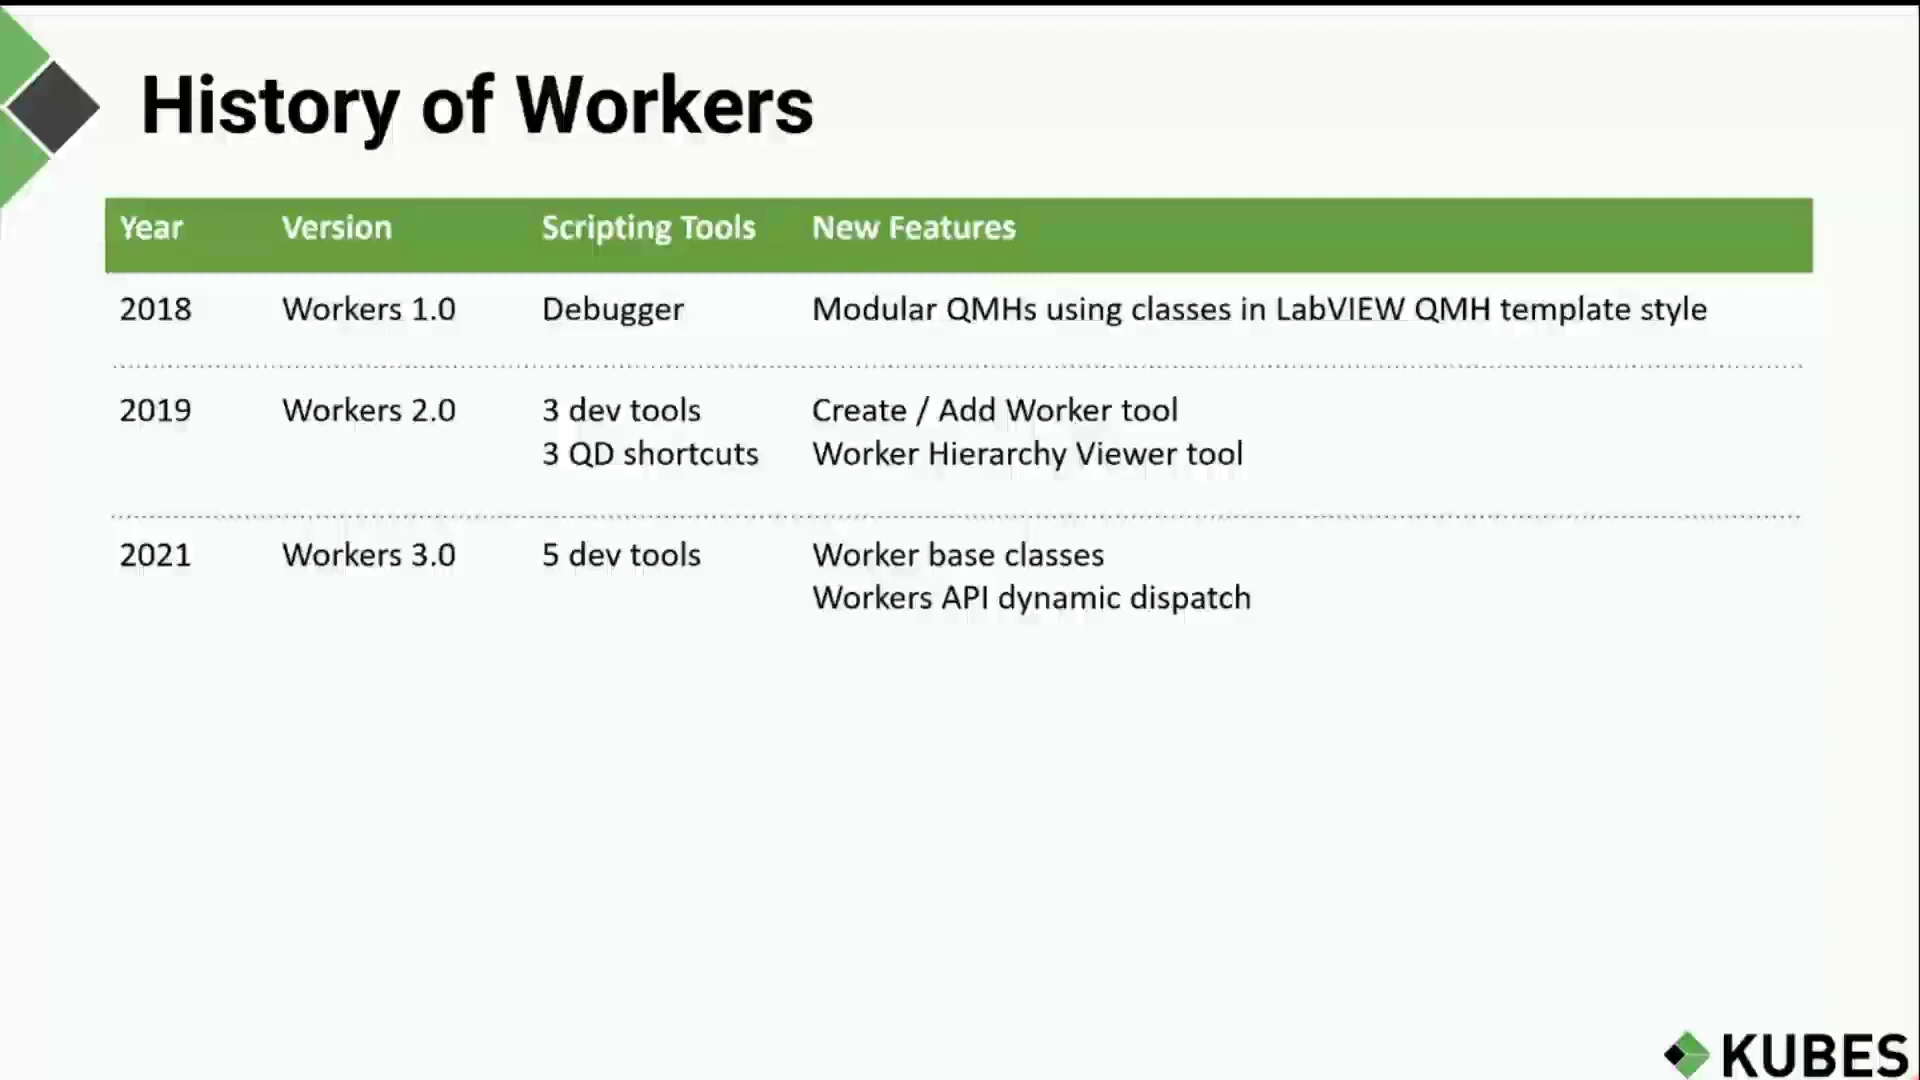 History of Workers
Year Version Scripting Tools New Features
2018 Workers 1.0 Debugger Modular QMHs using classes in LabVIEW QMH template style
2019 Workers 2.0 3 dev tools Create / Add Worker tool
3 QD shortcuts Worker Hierarchy Viewer tool
2021 Workers 3.0 5 dev tools Worker base classes
Workers API dynamic dispatch
KUBES